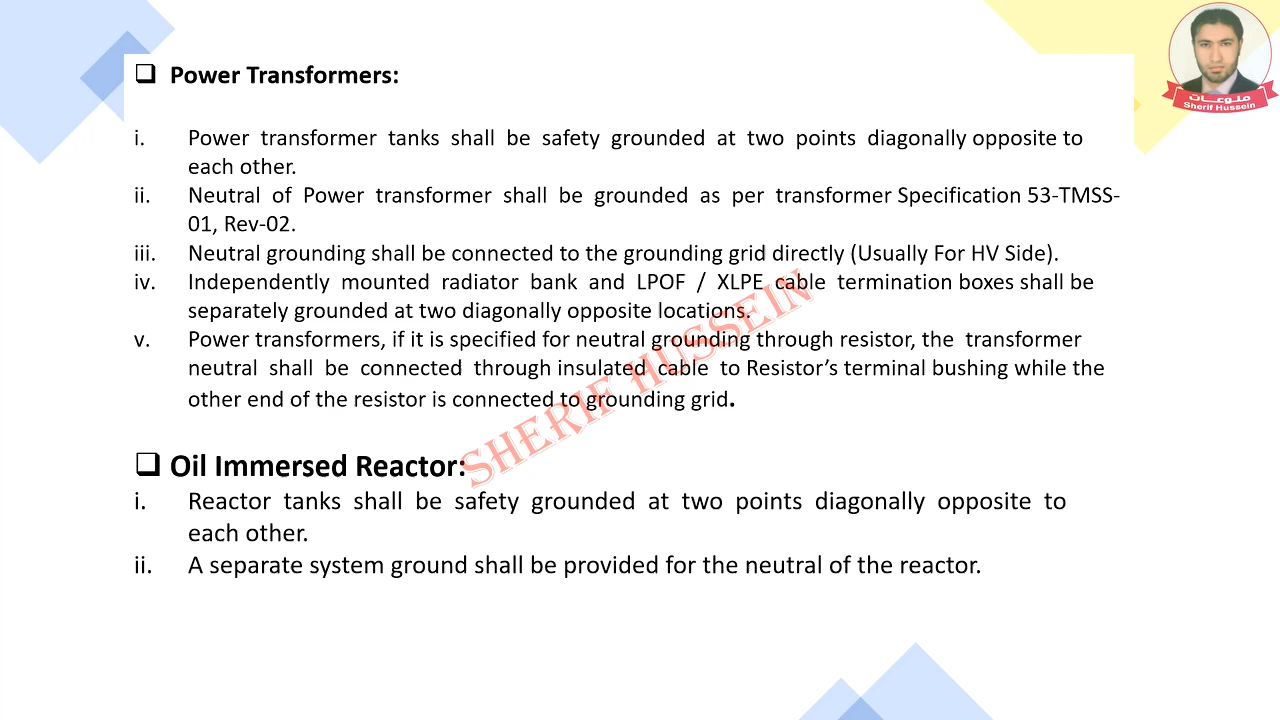 Power Transformers:
i. Power transformer tanks shall be safety grounded at two points diagonally opposite to
each other.
ii. Neutral of Power transformer shall be grounded as per transformer Specification 53-TMSS-
01, Rev-02.
iii. Neutral grounding shall be connected to the grounding grid directly (Usually For HV Side).
iv. Independently mounted radiator bank and LPOF / XLPE cable termination boxes shall be
separately grounded at two diagonally opposite locations.
v. Power transformers, if it is specified for neutral grounding through resistor, the transformer
neutral shall be connected through insulated cable to Resistor’s terminal bushing while the
other end of the resistor is connected to grounding grid.
Oil Immersed Reactor:
i. Reactor tanks shall be safety grounded at two points diagonally opposite to
each other.
ii. A separate system ground shall be provided for the neutral of the reactor.
SHERIF HUSSEIN
منوعات
Sherif Hussein